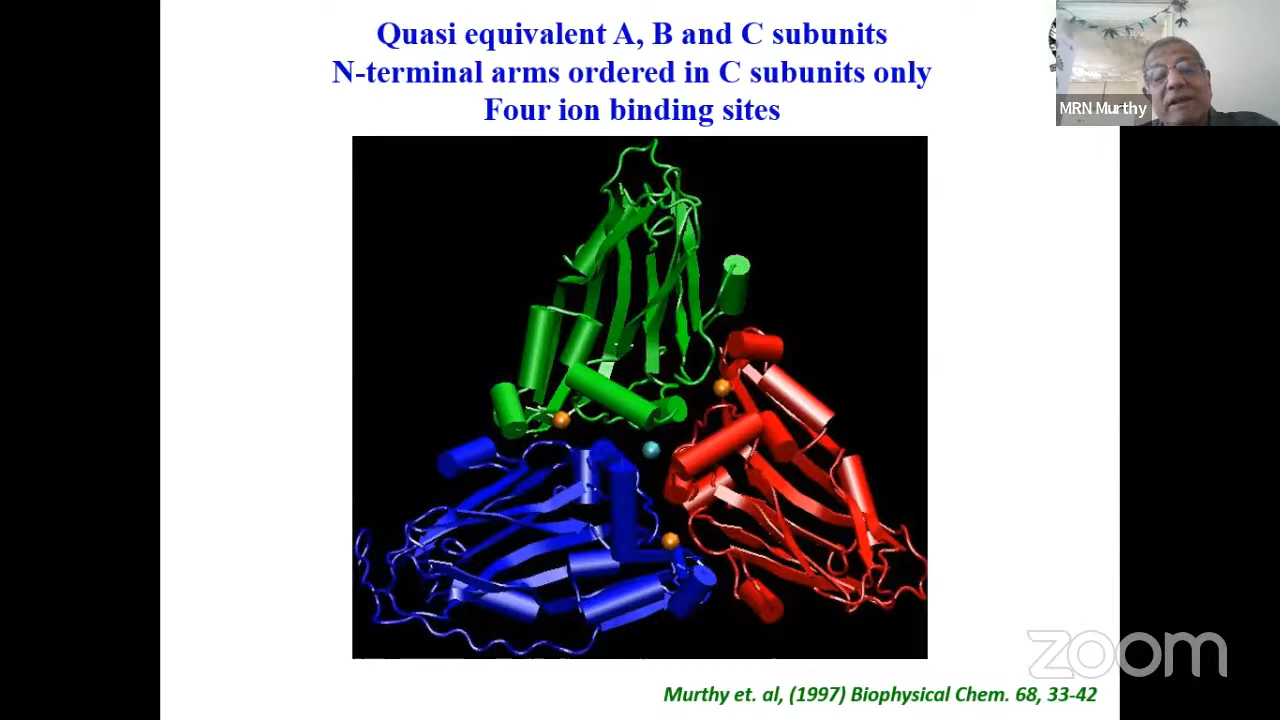 Quasi equivalent A, B and C subunits
N-terminal arms ordered in C subunits only
Four ion binding sites
MRN Murthy
zoom
Murthy et. al, (1997) Biophysical Chem. 68, 33-42